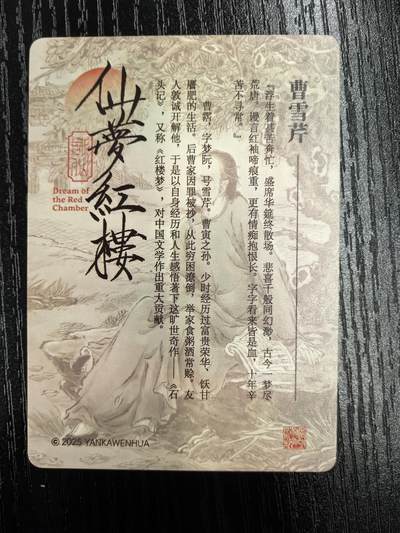 曹雪芹
『浮生着甚苦奔忙，盛席华筵终散场。悲喜千般同幻渺，古今一梦尽
荒唐。谩言红袖啼痕重，更有情痴抱恨长。字字看来皆是血，十年辛
苦不寻常。』
曹霑，字梦阮，号雪芹。曹寅之孙。少时经历过富贵荣华、饫甘
餍肥的生活。后曹家因罪被抄，从此穷困潦倒，举家食粥酒常赊。友
人敦诚开解他，于是以自身经历和人生感悟著下这旷世奇作——《石
头记》，又称《红楼梦》，对中国文学作出重大贡献。
仙夢紅樓
Dream of
the Red
Chamber
© 2025 YANKAWENHUA